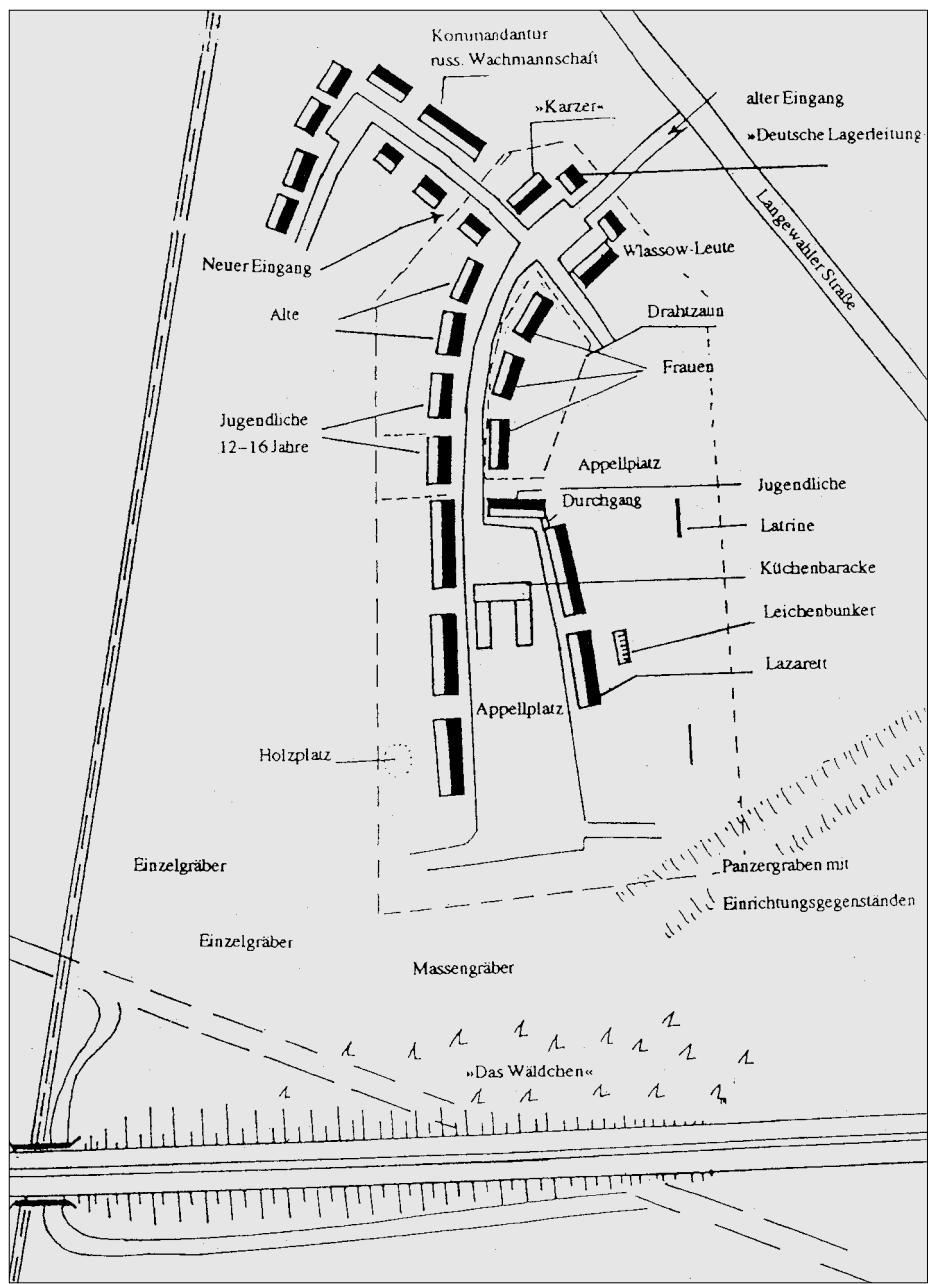 Kommandantur
russ. Wachmannschaft
»Karzer«
alter Eingang
»Deutsche Lagerleitung
Langewahler Straße
Wlassow-Leute
Neuer Eingang
Alte
Drahtzaun
Frauen
Jugendliche
12–16 Jahre
Appellplatz
Durchgang
Jugendliche
Latrine
Küchenbaracke
Leichenbunker
Lazarett
Appellplatz
Holzplatz
Einzelgräber
Panzergraben mit
Einrichtungsgegenständen
Einzelgräber
Massengräber
»Das Wäldchen«